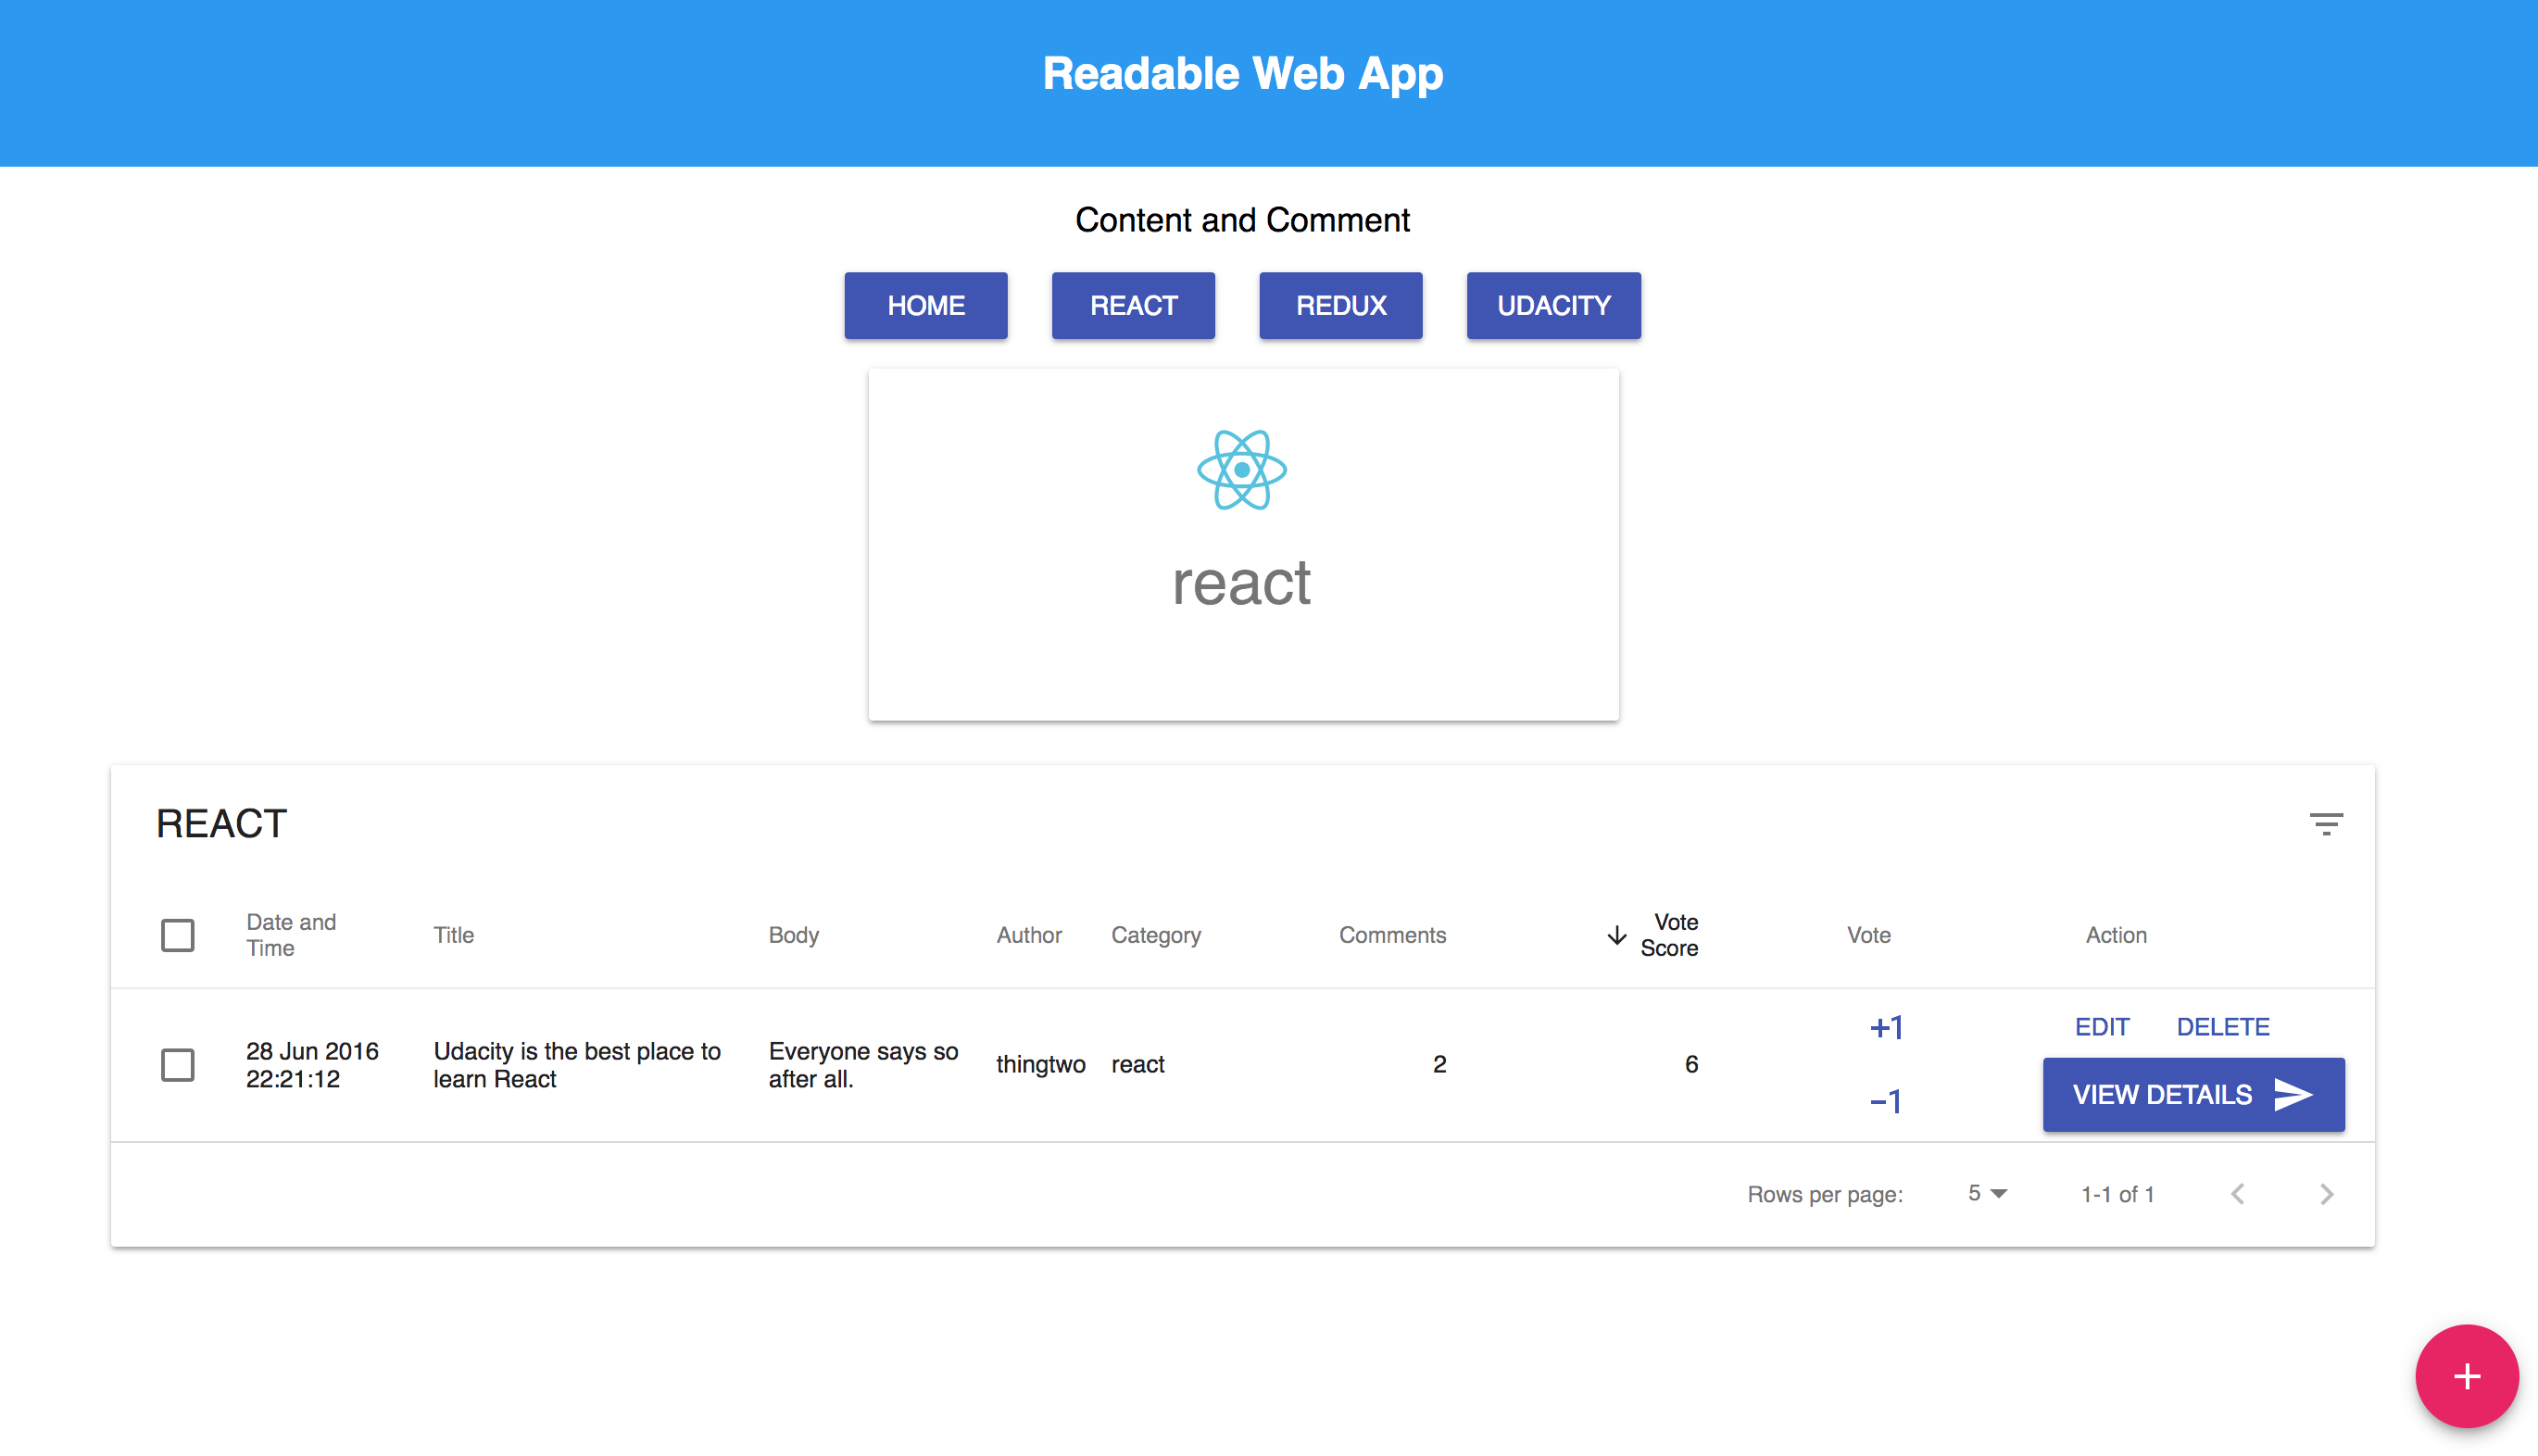 Readable Web App
Content and Comment
HOME
REACT
REDUX
UDACITY
react
REACT
Date and
Time
Title
Body
Author
Category
Comments
Vote
Score
Vote
Action
28 Jun 2016
22:21:12
Udacity is the best place to
learn React
Everyone says so
after all.
thingtwo
react
2
6
+1
−1
EDIT
DELETE
VIEW DETAILS
Rows per page:
5
1-1 of 1